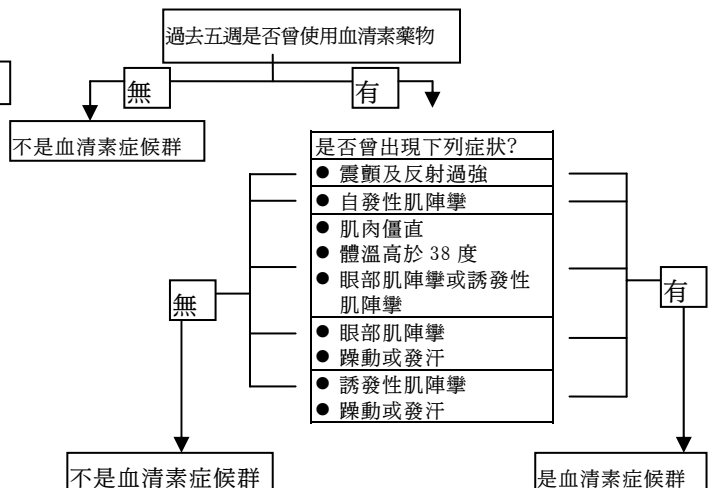 過去五週是否曾使用血清素藥物
無
有
不是血清素症候群
是否曾出現下列症狀?
● 震顫及反射過強
● 自發性肌陣攣
● 肌肉僵直
● 體溫高於 38 度
● 眼部肌陣攣或誘發性
肌陣攣
● 眼部肌陣攣
● 躁動或發汗
● 誘發性肌陣攣
● 躁動或發汗
無
有
不是血清素症候群
是血清素症候群